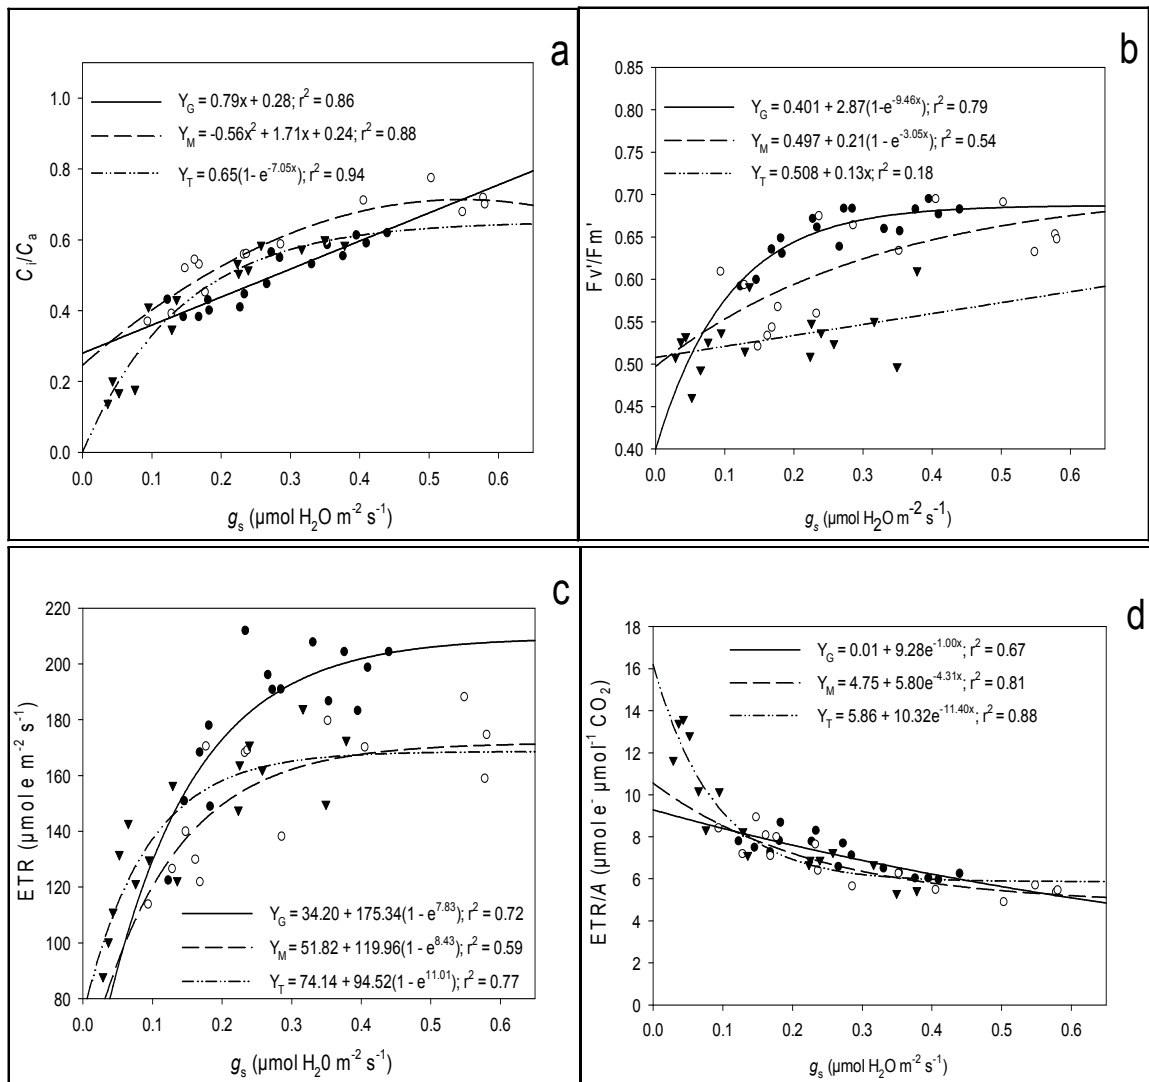 a
Y_G = 0.79x + 0.28; r² = 0.86
Y_M = -0.56x² + 1.71x + 0.24; r² = 0.88
Y_T = 0.65(1- e^-7.05x); r² = 0.94
1.0
0.8
0.6
0.4
0.2
0.0
C_i/C_a
0.0 0.1 0.2 0.3 0.4 0.5 0.6
g_s (µmol H₂O m⁻² s⁻¹)
b
Y_G = 0.401 + 2.87(1-e^-9.46x); r² = 0.79
Y_M = 0.497 + 0.21(1 - e^-3.05x); r² = 0.54
Y_T = 0.508 + 0.13x; r² = 0.18
0.85
0.80
0.75
0.70
0.65
0.60
0.55
0.50
0.45
0.40
Fv'/Fm'
0.0 0.1 0.2 0.3 0.4 0.5 0.6
g_s (µmol H₂O m⁻² s⁻¹)
c
220
200
180
160
140
120
100
80
ETR (µmol e m⁻² s⁻¹)
Y_G = 34.20 + 175.34(1 - e^7.83); r² = 0.72
Y_M = 51.82 + 119.96(1 - e^8.43); r² = 0.59
Y_T = 74.14 + 94.52(1 - e^11.01); r² = 0.77
0.0 0.1 0.2 0.3 0.4 0.5 0.6
g_s (µmol H₂0 m⁻² s⁻¹)
d
Y_G = 0.01 + 9.28e^-1.00x; r² = 0.67
Y_M = 4.75 + 5.80e^-4.31x; r² = 0.81
Y_T = 5.86 + 10.32e^-11.40x; r² = 0.88
18
16
14
12
10
8
6
4
2
0
ETR/A (µmol e⁻ µmol⁻¹ CO₂)
0.0 0.1 0.2 0.3 0.4 0.5 0.6
g_s (µmol H₂O m⁻² s⁻¹)